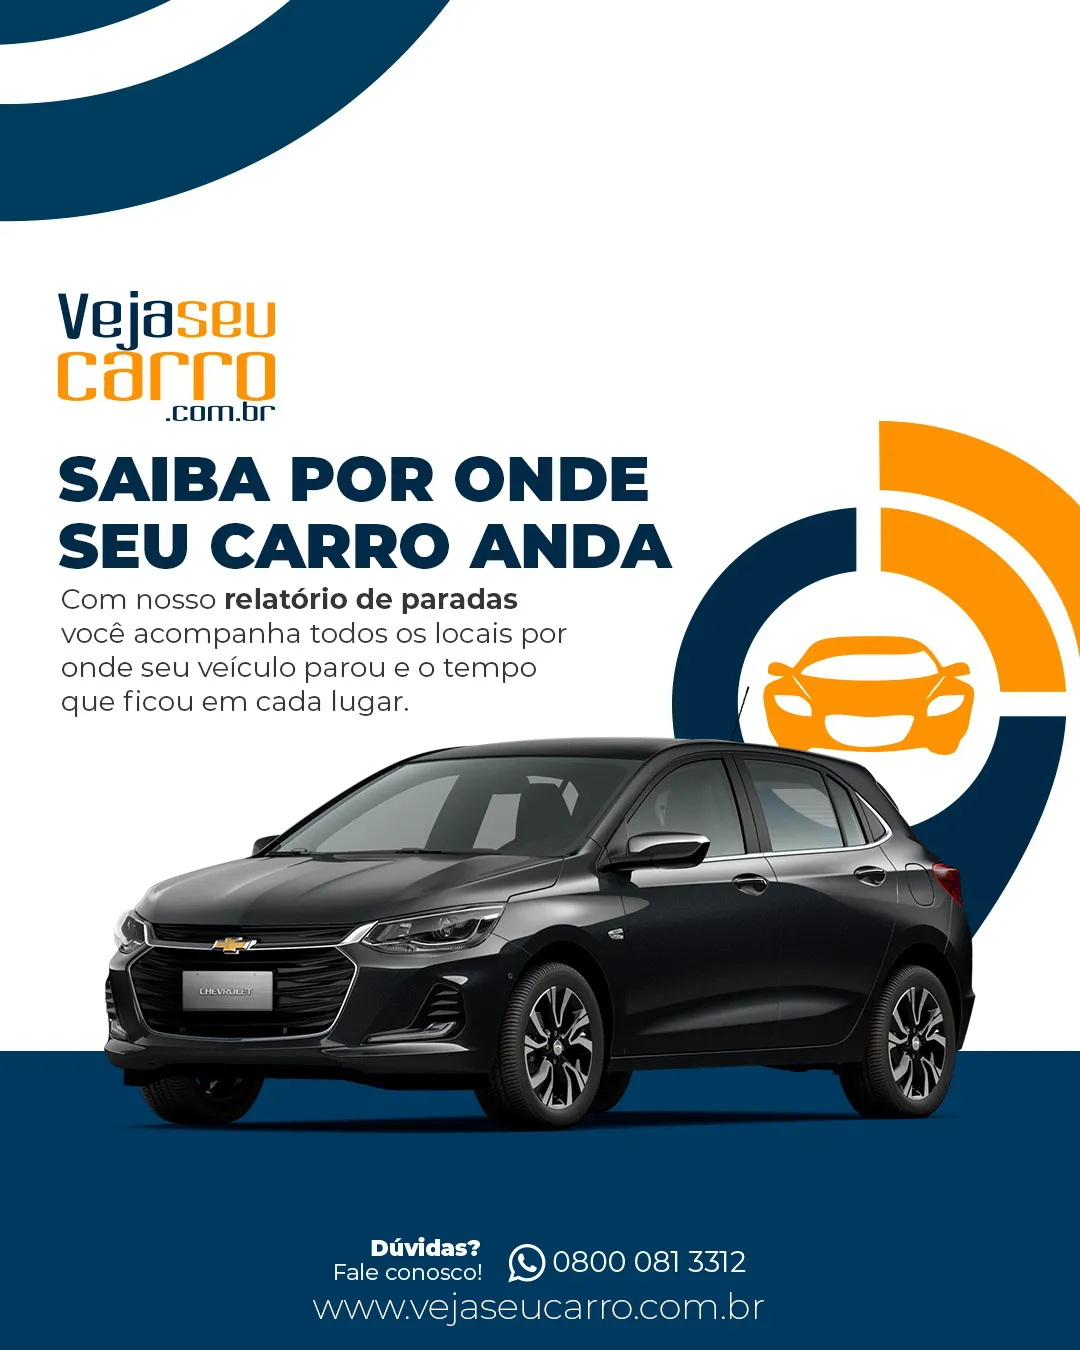 Vejaseu
carro
.com.br
SAIBA POR ONDE
SEU CARRO ANDA
Com nosso relatório de paradas
você acompanha todos os locais por
onde seu veículo parou e o tempo
que ficou em cada lugar.
CHEVROLET
Dúvidas?
Fale conosco!
0800 081 3312
www.vejaseucarro.com.br